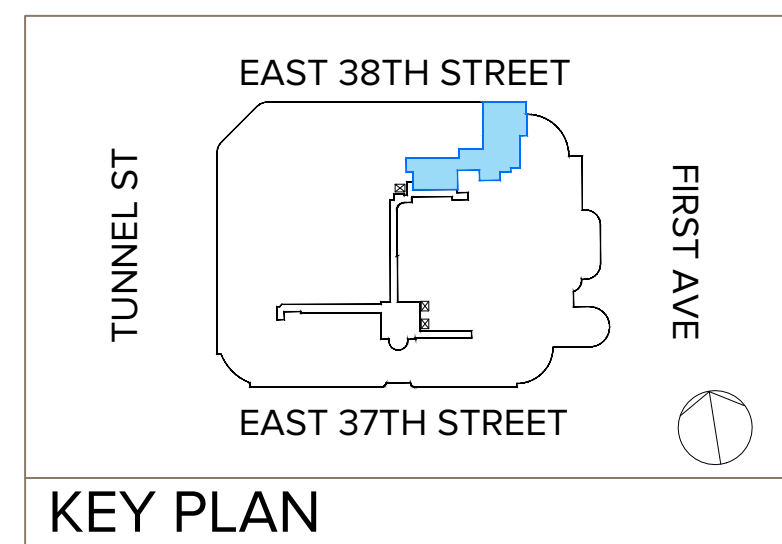 EAST 38TH STREET
TUNNEL ST
FIRST AVE
EAST 37TH STREET
KEY PLAN